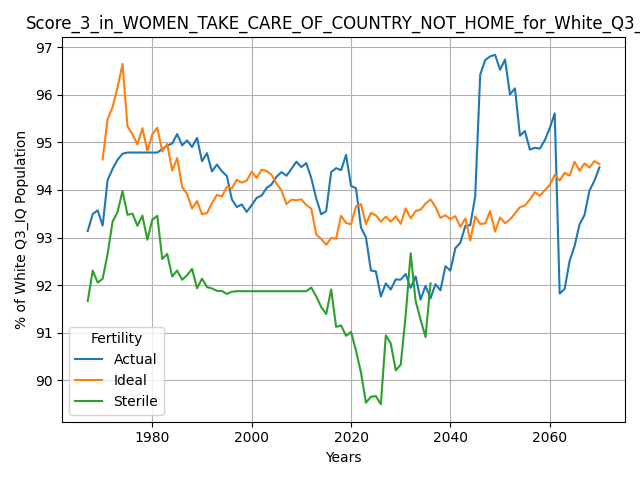 Score_3_in_WOMEN_TAKE_CARE_OF_COUNTRY_NOT_HOME_for_White_Q3_
97
96
95
94
93
92
91
90
% of White Q3_IQ Population
Fertility
Actual
Ideal
Sterile
1980
2000
2020
2040
2060
Years